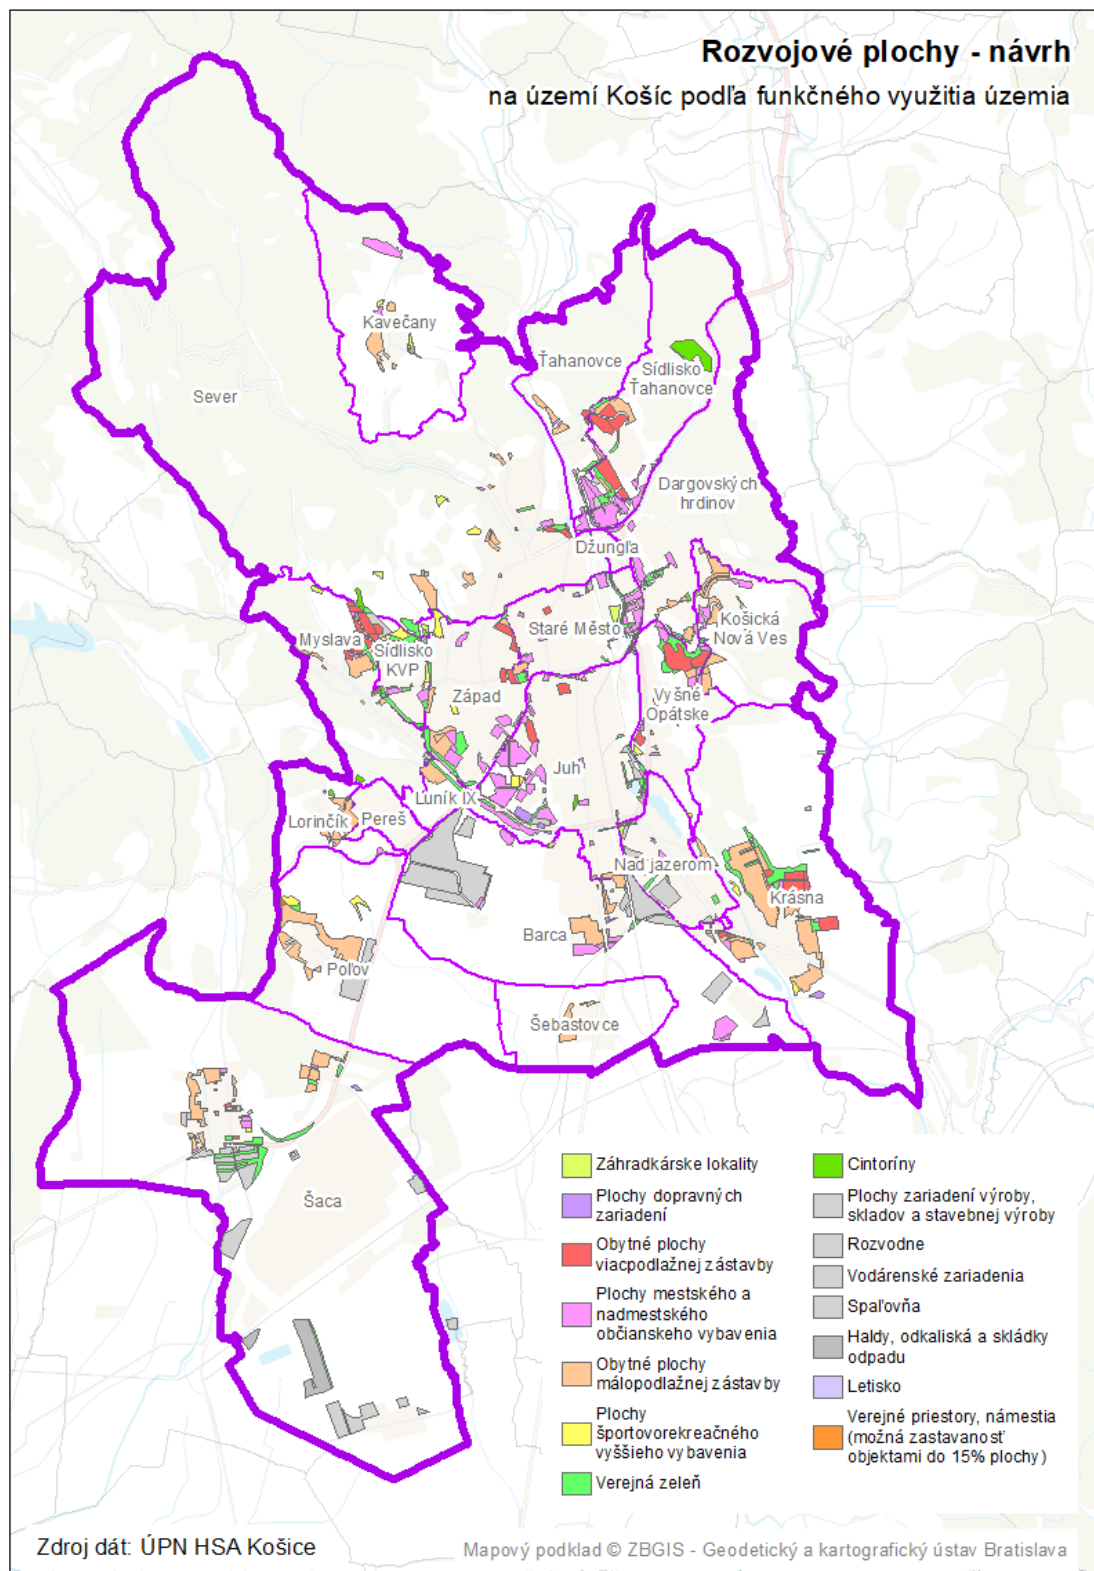 Rozvojové plochy - návrh
na území Košíc podľa funkčného využitia územia
Kavečany
Ťahanovce
Sídlisko
Ťahanovce
Sever
Dargovských
hrdinov
Džungľa
Staré Město
Košická
Nová Ves
Myslava
Sídlisko
KVP
Západ
Vyšné
Opátske
Juh
Luník IX
Lorinčík
Pereš
Nad jazerom
Krásna
Barca
Poľov
Šebastovce
Šaca
Záhradkárske lokality
Plochy dopravných
zariadení
Obytné plochy
viacpodlažnej zástavby
Plochy mestského a
nadmestského
občianskeho vybavenia
Obytné plochy
málopodlažnej zástavby
Plochy
športovorekreačného
vyššieho vybavenia
Verejná zeleň
Cintoríny
Plochy zariadení výroby,
skladov a stavebnej výroby
Rozvodne
Vodárenské zariadenia
Spaľovňa
Haldy, odkaliská a skládky
odpadu
Letisko
Verejné priestory, námestia
(možná zastavanosť
objektami do 15% plochy)
Zdroj dát: ÚPN HSA Košice
Mapový podklad © ZBGIS - Geodetický a kartografický ústav Bratislava